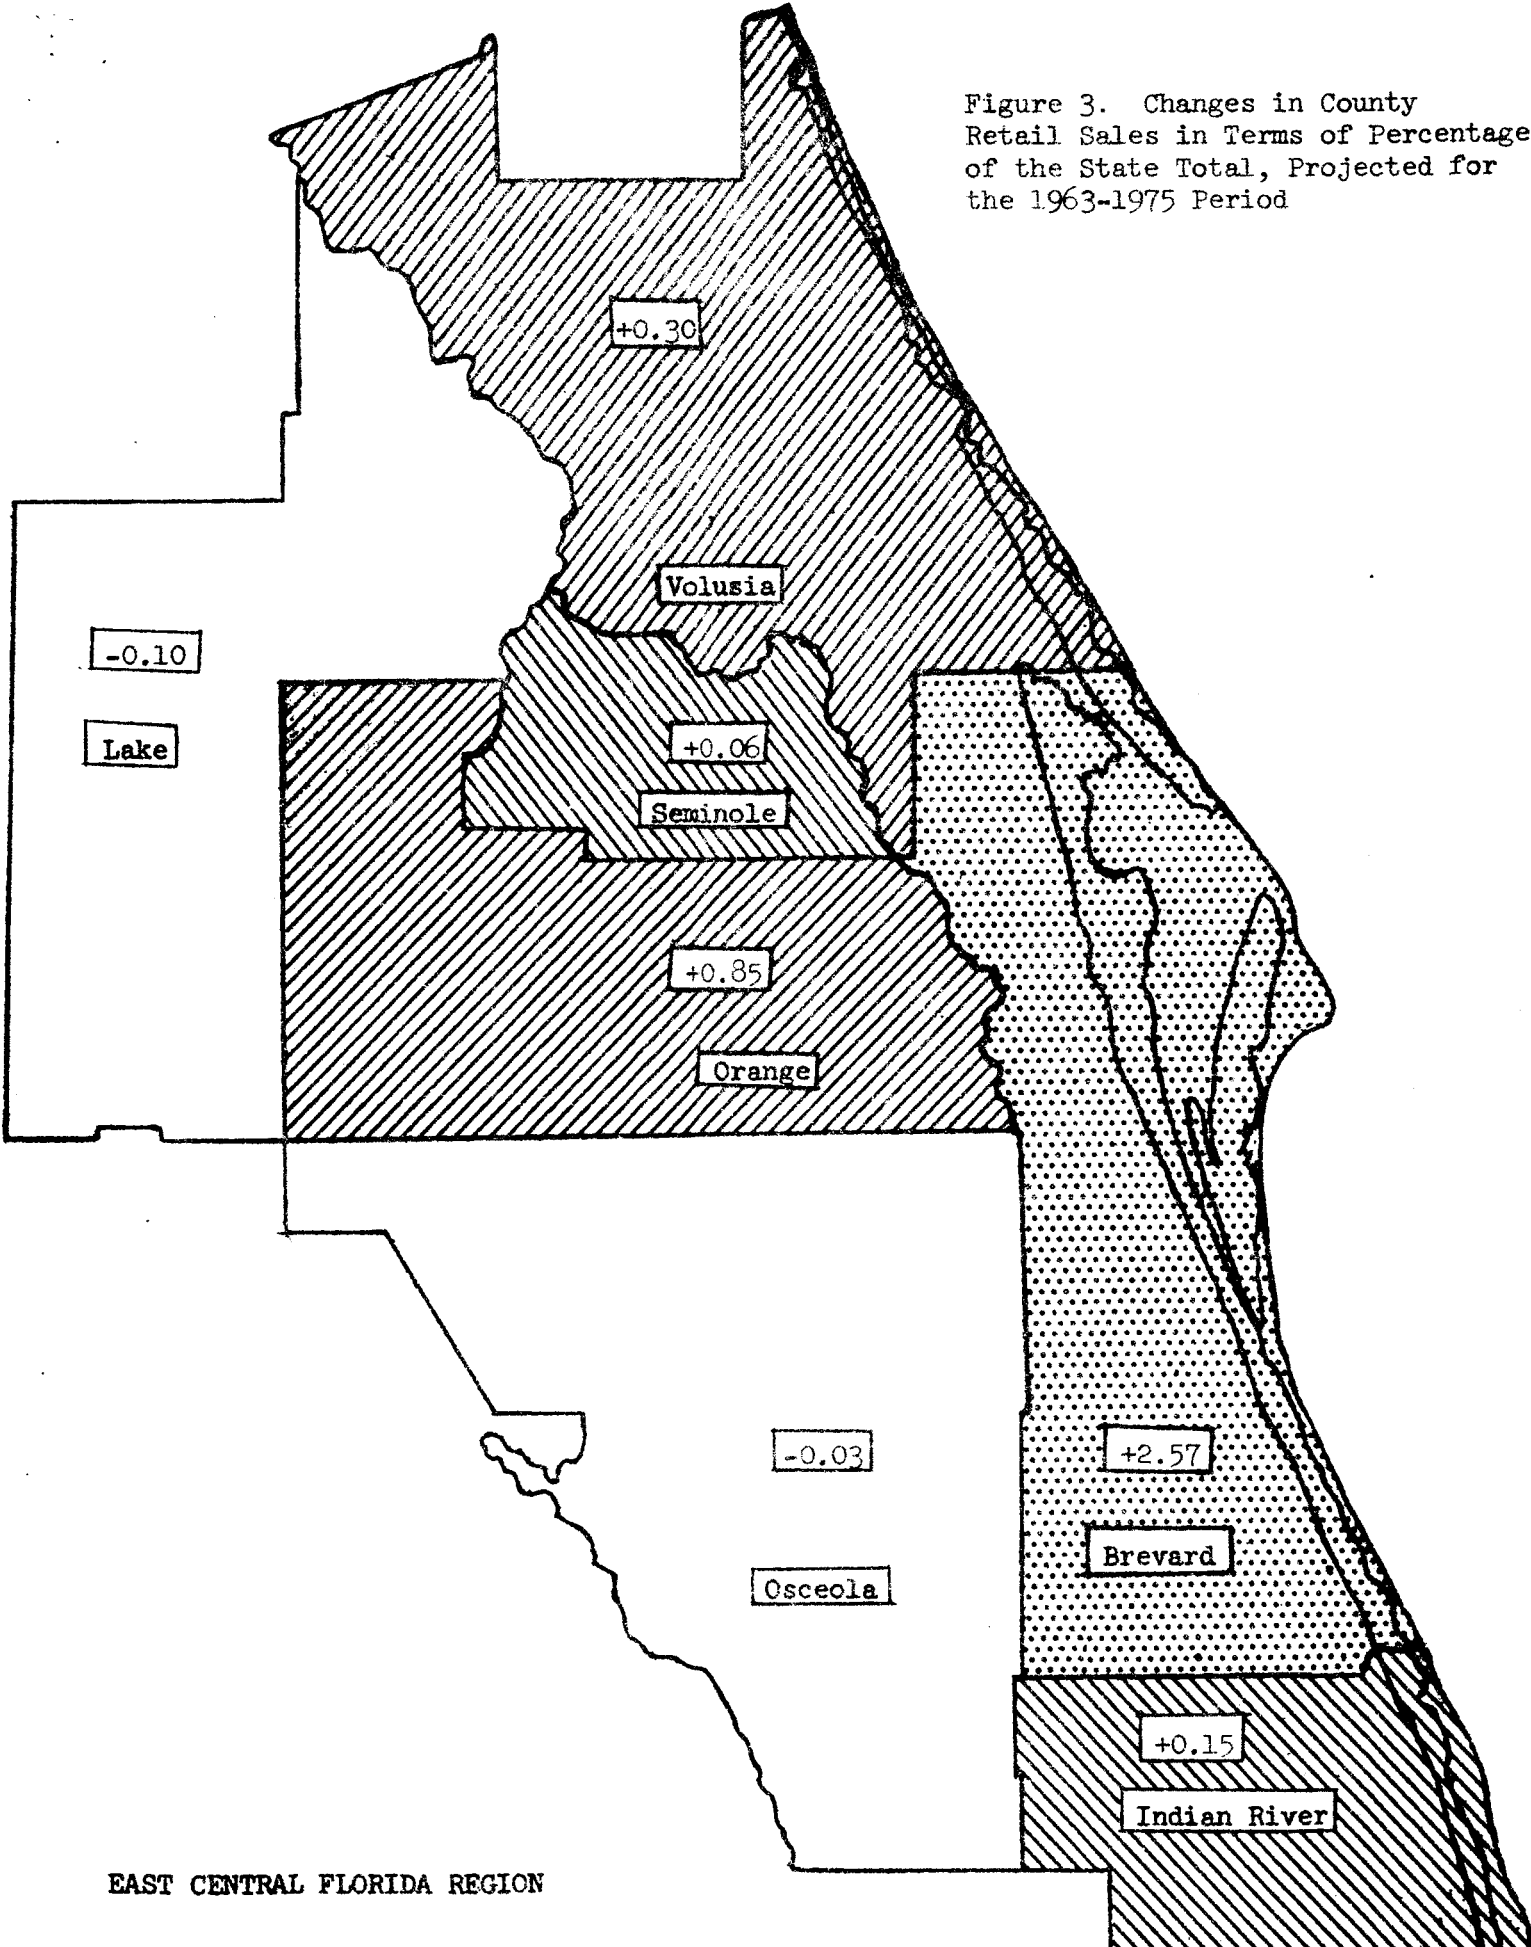 Figure 3. Changes in County
Retail Sales in Terms of Percentage
of the State Total, Projected for
the 1963-1975 Period
+0.30
Volusia
-0.10
Lake
+0.06
Seminole
+0.85
Orange
-0.03
Osceola
+2.57
Brevard
+0.15
Indian River
EAST CENTRAL FLORIDA REGION